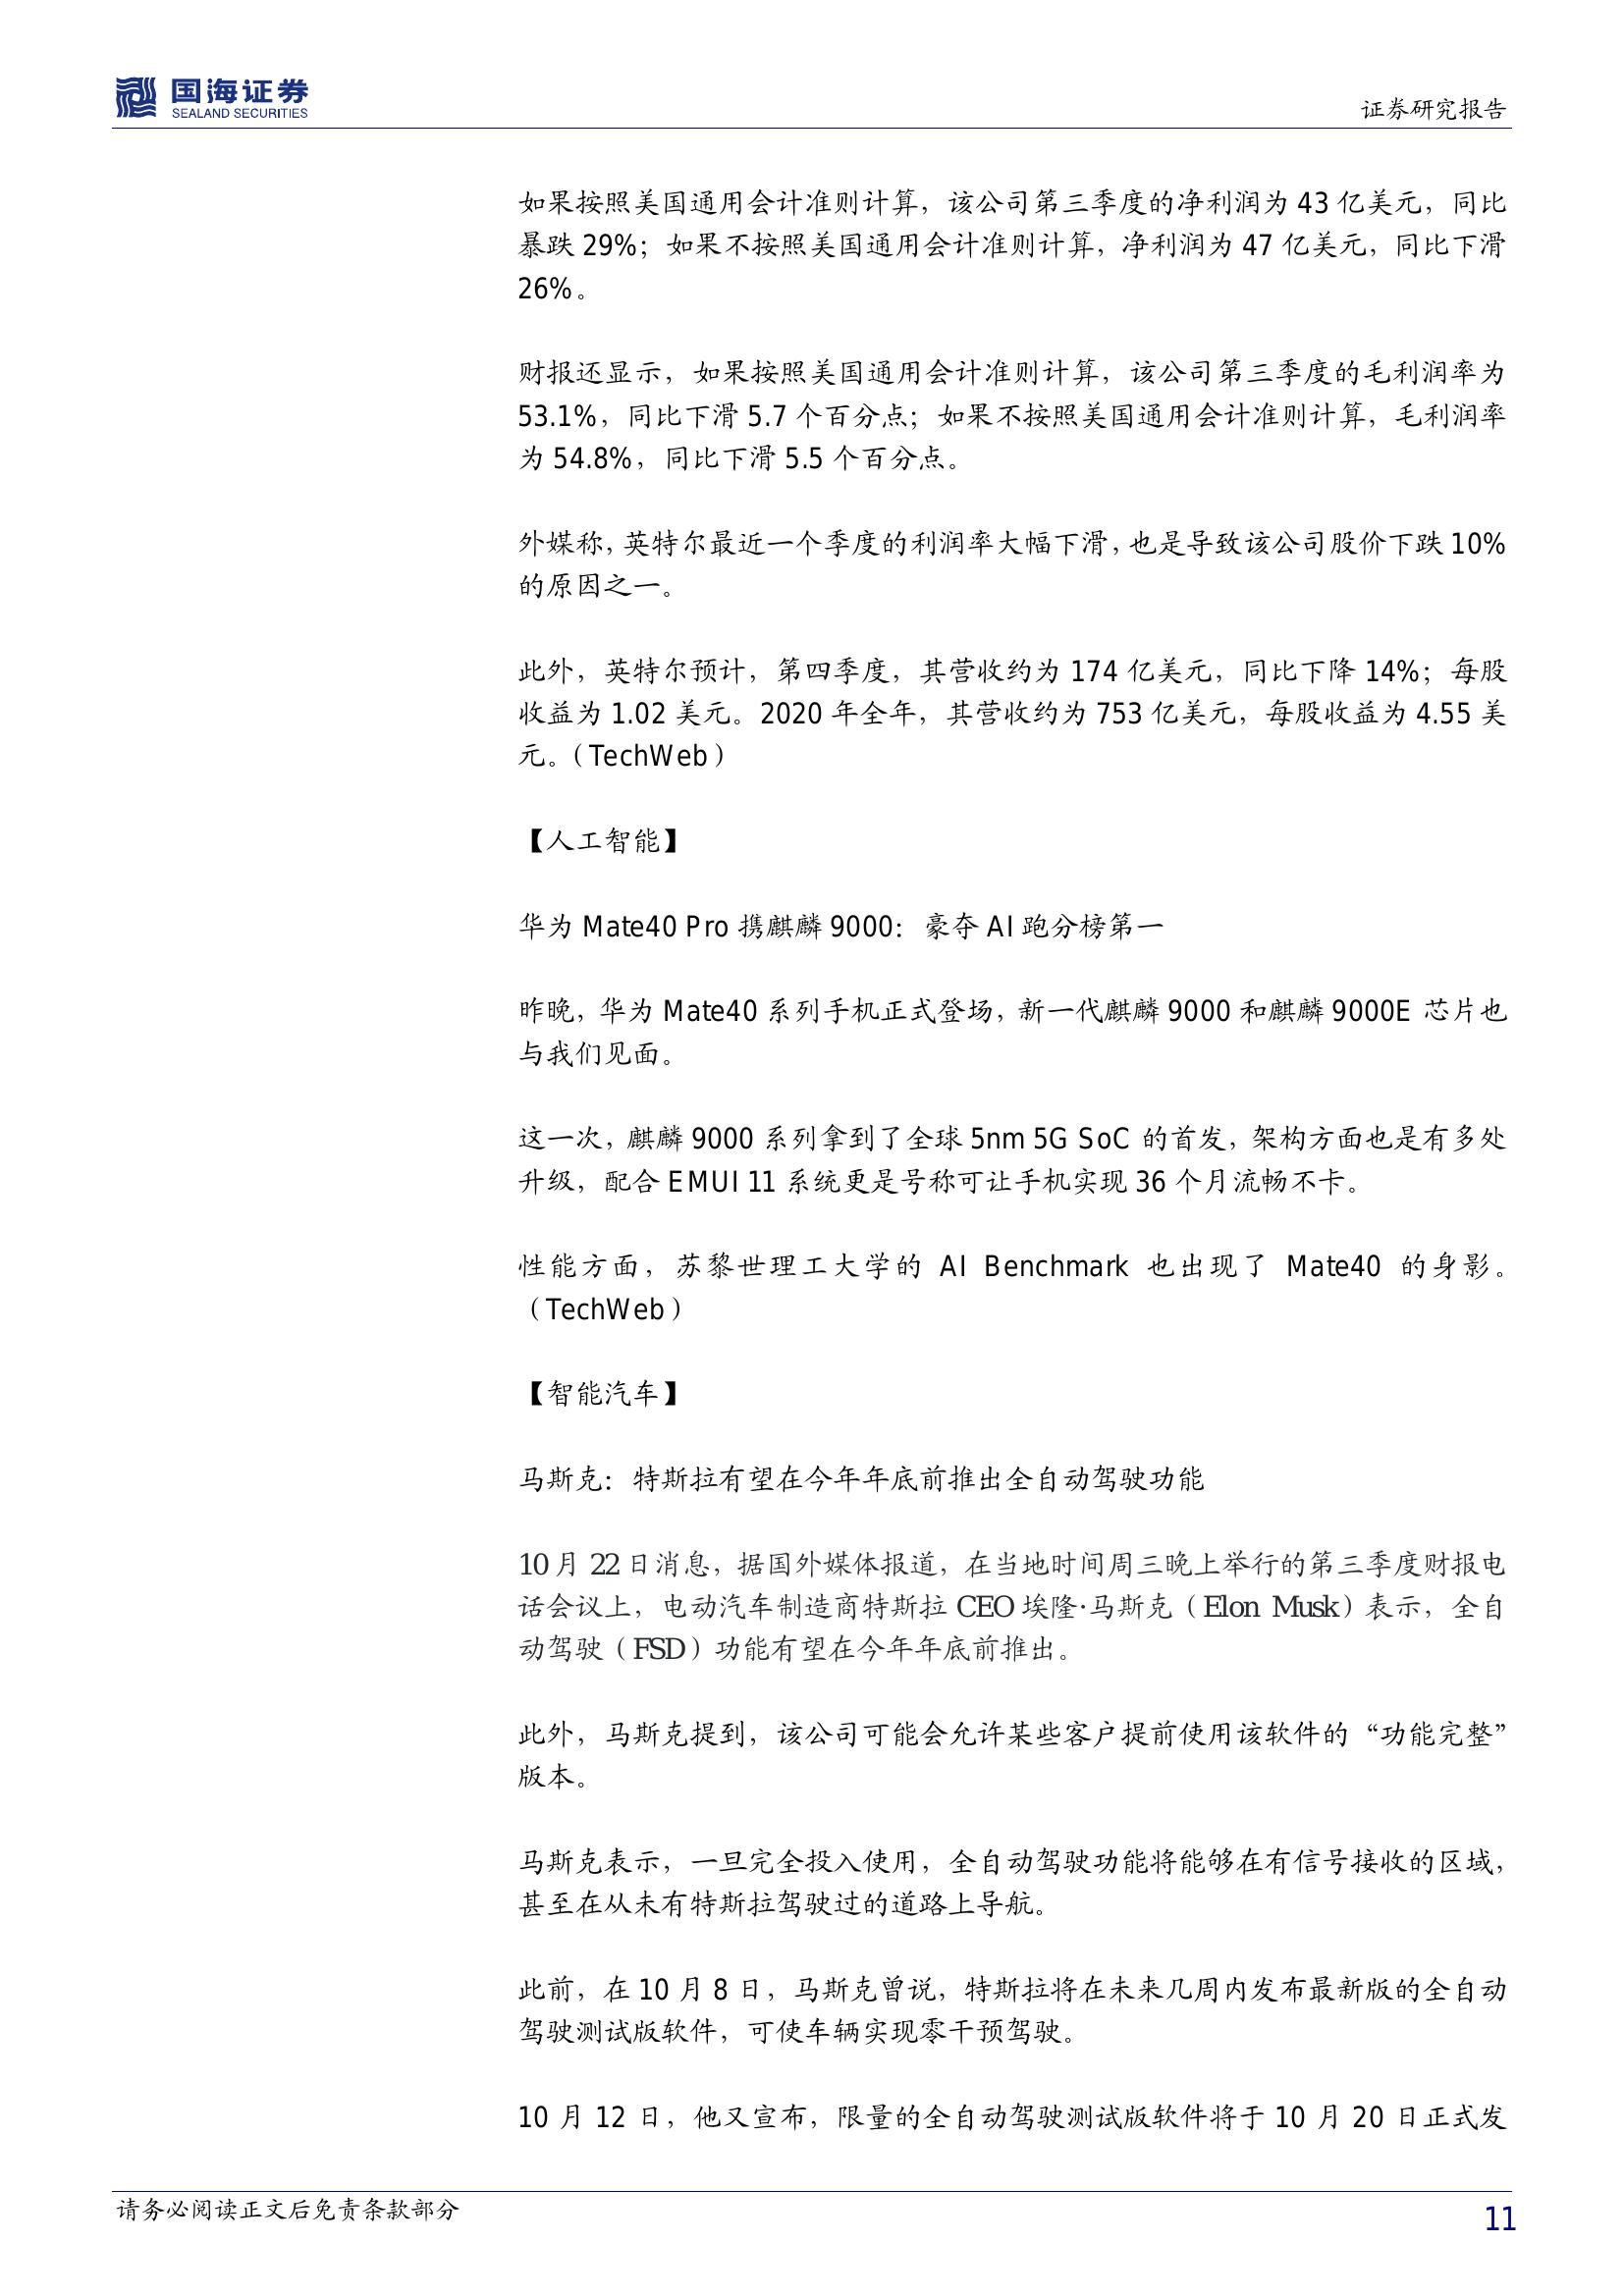 国海证券
SEALAND SECURITIES
证券研究报告
如果按照美国通用会计准则计算，该公司第三季度的净利润为 43 亿美元，同比
暴跌 29%；如果不按照美国通用会计准则计算，净利润为 47 亿美元，同比下滑
26%。
财报还显示，如果按照美国通用会计准则计算，该公司第三季度的毛利润率为
53.1%，同比下滑 5.7 个百分点；如果不按照美国通用会计准则计算，毛利润率
为 54.8%，同比下滑 5.5 个百分点。
外媒称，英特尔最近一个季度的利润率大幅下滑，也是导致该公司股价下跌 10%
的原因之一。
此外，英特尔预计，第四季度，其营收约为 174 亿美元，同比下降 14%；每股
收益为 1.02 美元。2020 年全年，其营收约为 753 亿美元，每股收益为 4.55 美
元。（TechWeb）
【人工智能】
华为 Mate40 Pro 携麒麟 9000：豪夺 AI 跑分榜第一
昨晚，华为 Mate40 系列手机正式登场，新一代麒麟 9000 和麒麟 9000E 芯片也
与我们见面。
这一次，麒麟 9000 系列拿到了全球 5nm 5G SoC 的首发，架构方面也是有多处
升级，配合 EMUI 11 系统更是号称可让手机实现 36 个月流畅不卡。
性能方面，苏黎世理工大学的 AI Benchmark 也出现了 Mate40 的身影。
（TechWeb）
【智能汽车】
马斯克：特斯拉有望在今年年底前推出全自动驾驶功能
10 月 22 日消息，据国外媒体报道，在当地时间周三晚上举行的第三季度财报电
话会议上，电动汽车制造商特斯拉 CEO 埃隆·马斯克（Elon Musk）表示，全自
动驾驶（FSD）功能有望在今年年底前推出。
此外，马斯克提到，该公司可能会允许某些客户提前使用该软件的“功能完整”
版本。
马斯克表示，一旦完全投入使用，全自动驾驶功能将能够在有信号接收的区域，
甚至在从未有特斯拉驾驶过的道路上导航。
此前，在 10 月 8 日，马斯克曾说，特斯拉将在未来几周内发布最新版的全自动
驾驶测试版软件，可使车辆实现零干预驾驶。
10 月 12 日，他又宣布，限量的全自动驾驶测试版软件将于 10 月 20 日正式发
请务必阅读正文后免责条款部分
11